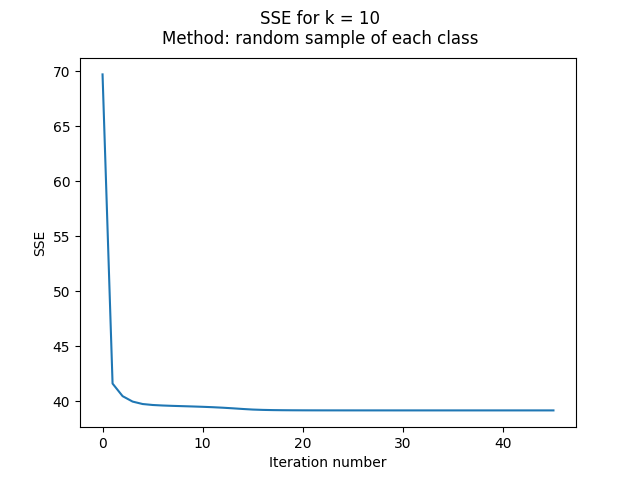 SSE for k = 10
Method: random sample of each class
70
65
60
55
50
45
40
SSE
0 10 20 30 40
Iteration number